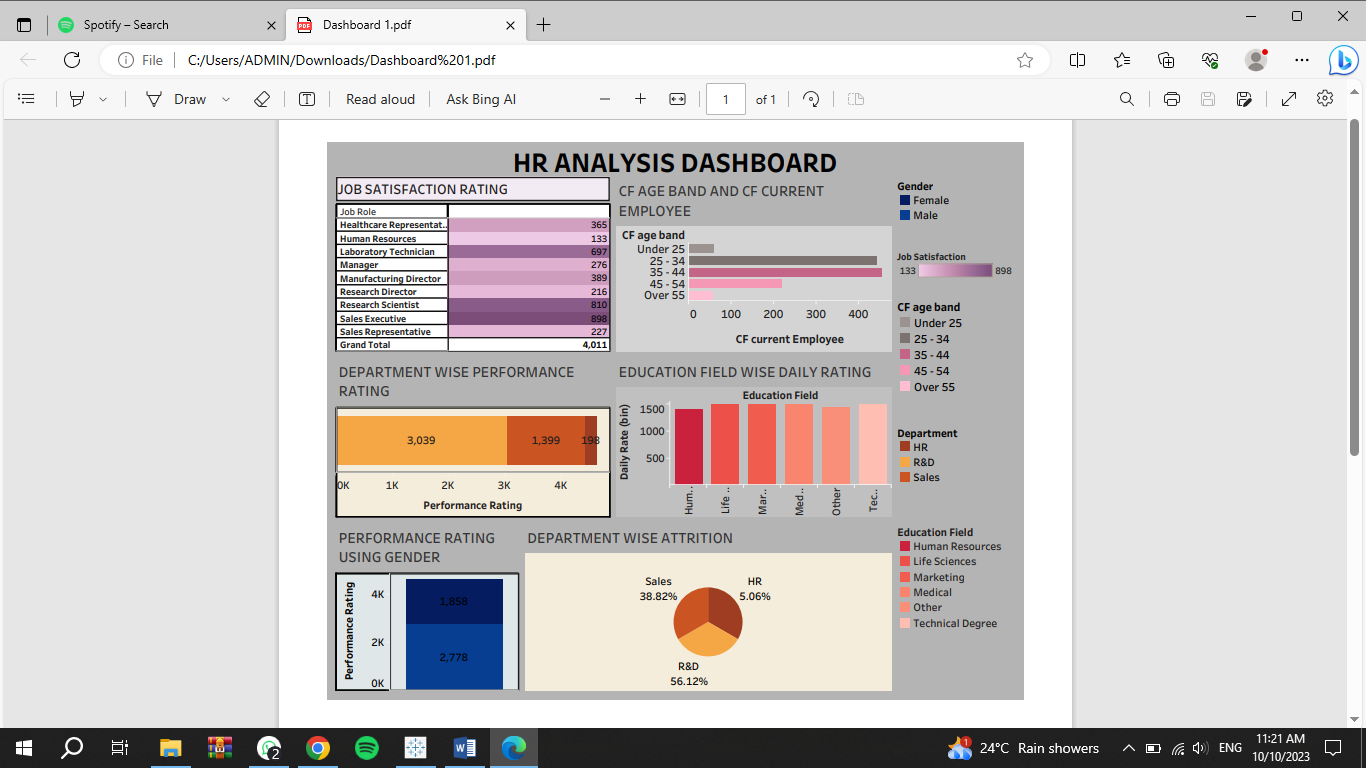 Spotify – Search
Dashboard 1.pdf
File
C:/Users/ADMIN/Downloads/Dashboard%201.pdf
Draw
Read aloud
Ask Bing AI
1
of 1
HR ANALYSIS DASHBOARD
JOB SATISFACTION RATING
Job Role
Healthcare Representat.. 365
Human Resources 133
Laboratory Technician 697
Manager 276
Manufacturing Director 389
Research Director 216
Research Scientist 810
Sales Executive 898
Sales Representative 227
Grand Total 4,011
CF AGE BAND AND CF CURRENT
EMPLOYEE
CF age band
Under 25
25 - 34
35 - 44
45 - 54
Over 55
0 100 200 300 400
CF current Employee
Gender
Female
Male
Job Satisfaction
133 898
CF age band
Under 25
25 - 34
35 - 44
45 - 54
Over 55
DEPARTMENT WISE PERFORMANCE
RATING
3,039 1,399 198
0K 1K 2K 3K 4K
Performance Rating
EDUCATION FIELD WISE DAILY RATING
Education Field
Daily Rate (bin)
1500
1000
500
Hum.. Life .. Mar.. Med.. Other Tec..
Department
HR
R&D
Sales
PERFORMANCE RATING
USING GENDER
Performance Rating
4K
2K
0K
1,858
2,778
DEPARTMENT WISE ATTRITION
Sales
38.82%
HR
5.06%
R&D
56.12%
Education Field
Human Resources
Life Sciences
Marketing
Medical
Other
Technical Degree
2
1
24°C Rain showers
ENG
11:21 AM
10/10/2023